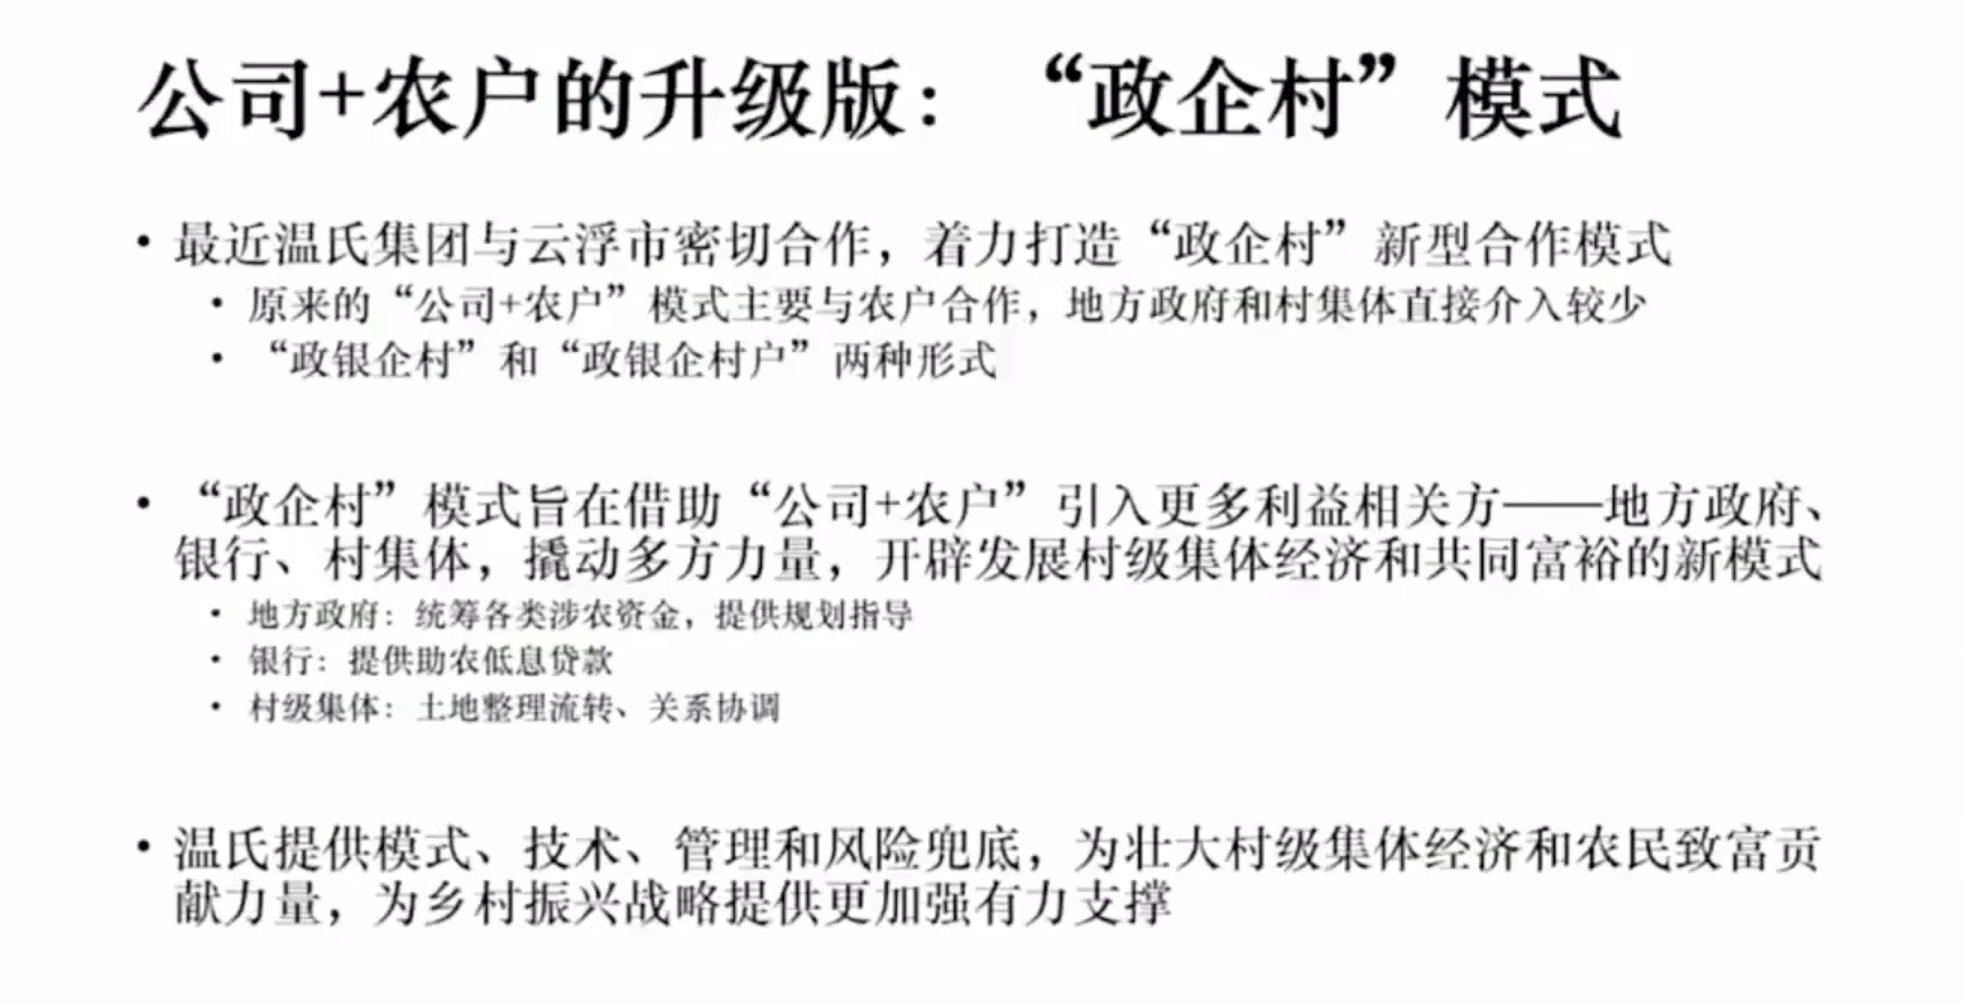 公司+农户的升级版：“政企村”模式
• 最近温氏集团与云浮市密切合作，着力打造“政企村”新型合作模式
• 原来的“公司+农户”模式主要与农户合作，地方政府和村集体直接介入较少
• “政银企村”和“政银企村户”两种形式
• “政企村”模式旨在借助“公司+农户”引入更多利益相关方——地方政府、
银行、村集体，撬动多方力量，开辟发展村级集体经济和共同富裕的新模式
• 地方政府：统筹各类涉农资金，提供规划指导
• 银行：提供助农低息贷款
• 村级集体：土地整理流转、关系协调
• 温氏提供模式、技术、管理和风险兜底，为壮大村级集体经济和农民致富贡
献力量，为乡村振兴战略提供更加强有力支撑